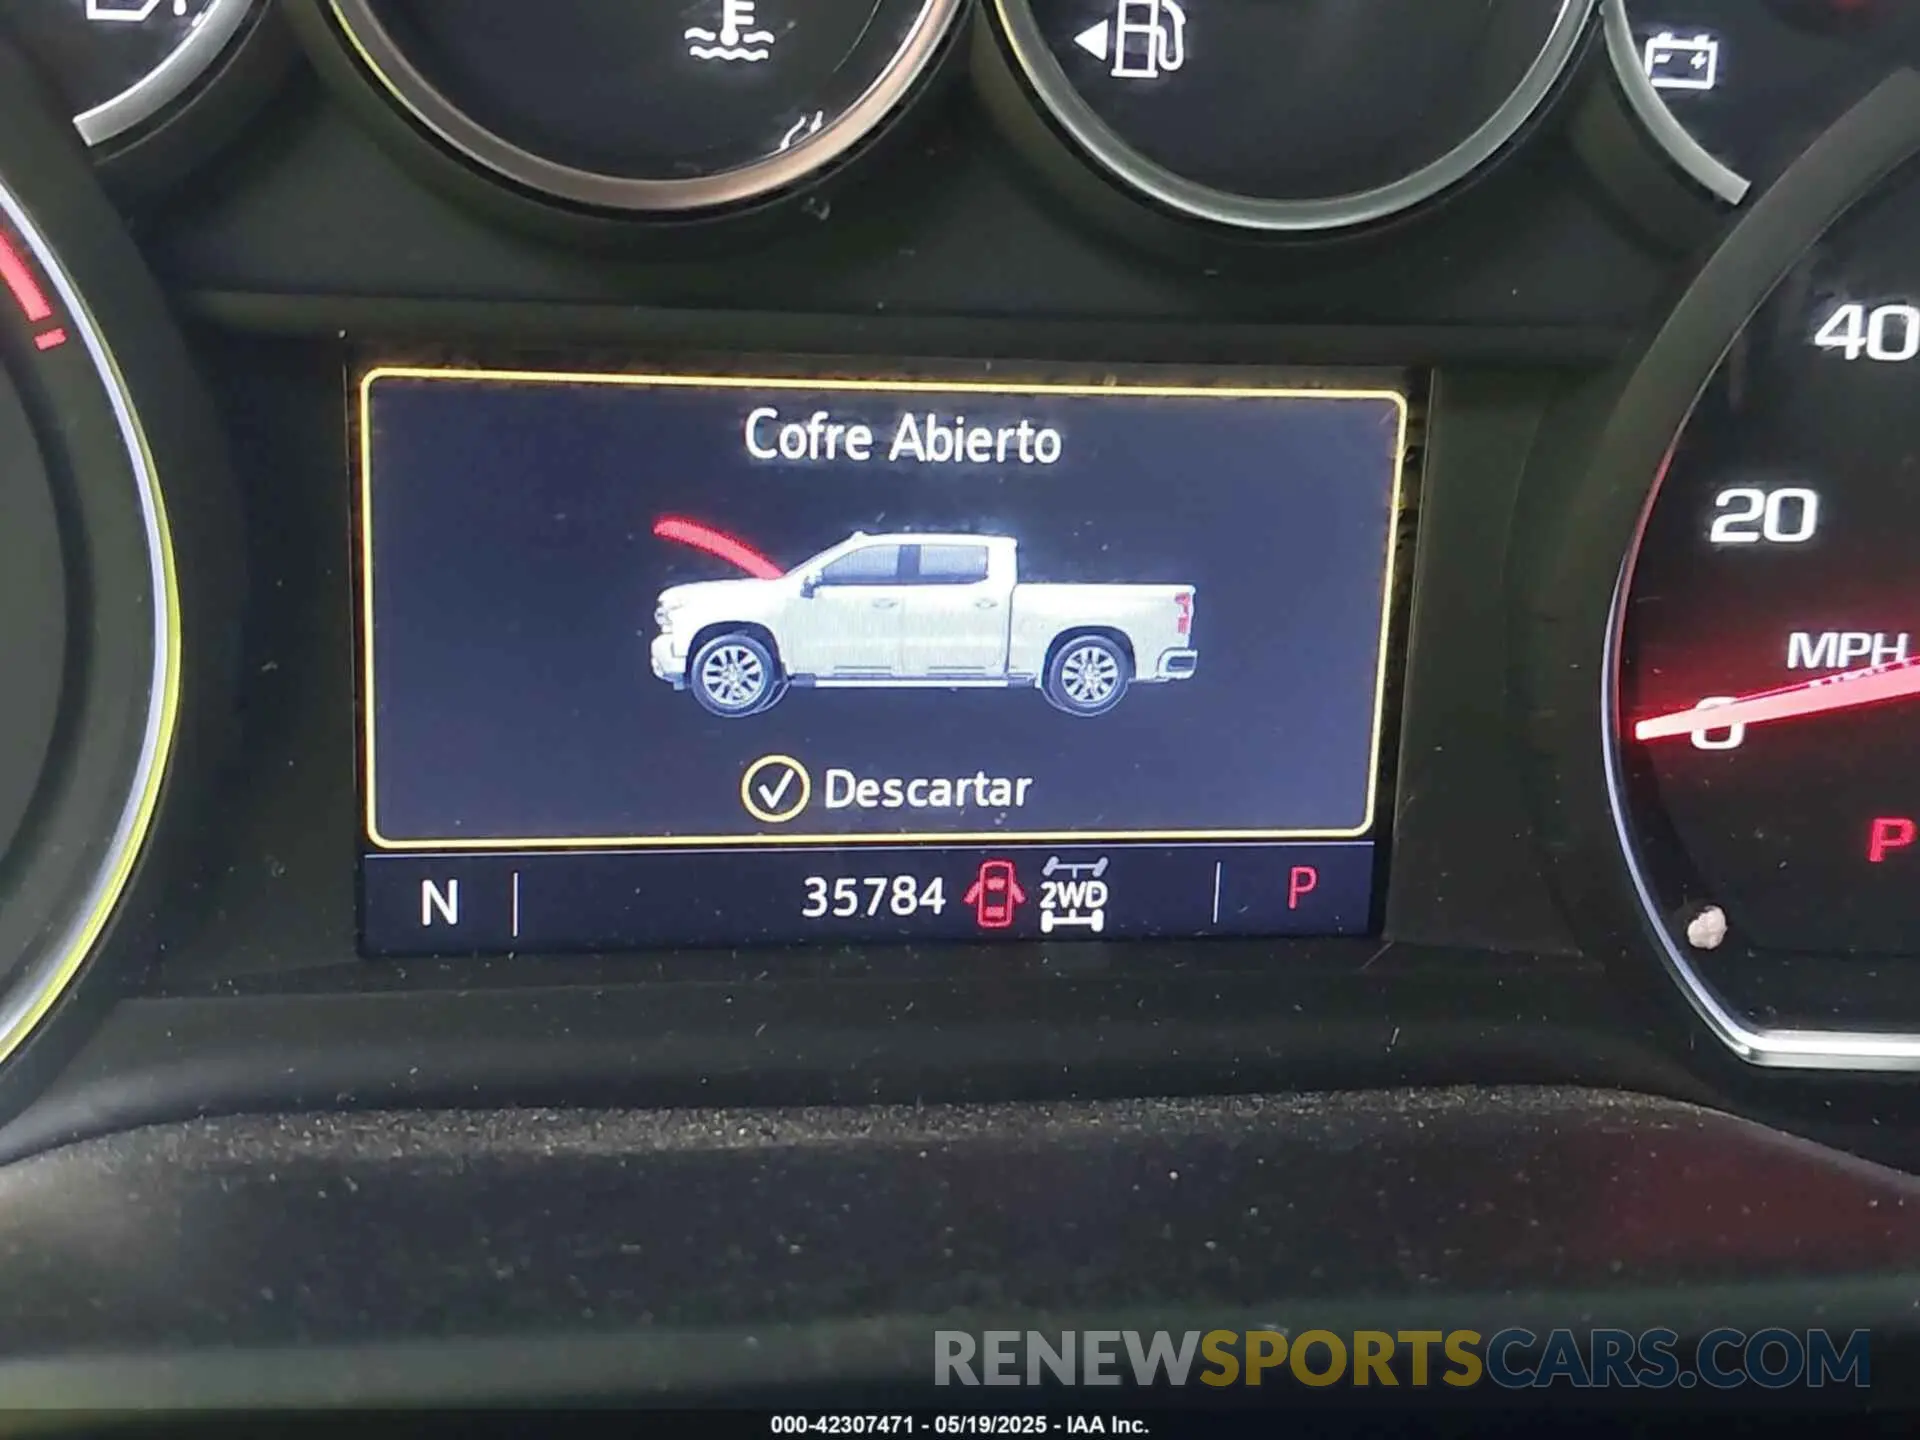 40
Cofre Abierto
20
MPH
0
Descartar
N
35784
2WD
P
P
RENEWSPORTSCARS.COM
000-42307471 - 05/19/2025 - IAA Inc.